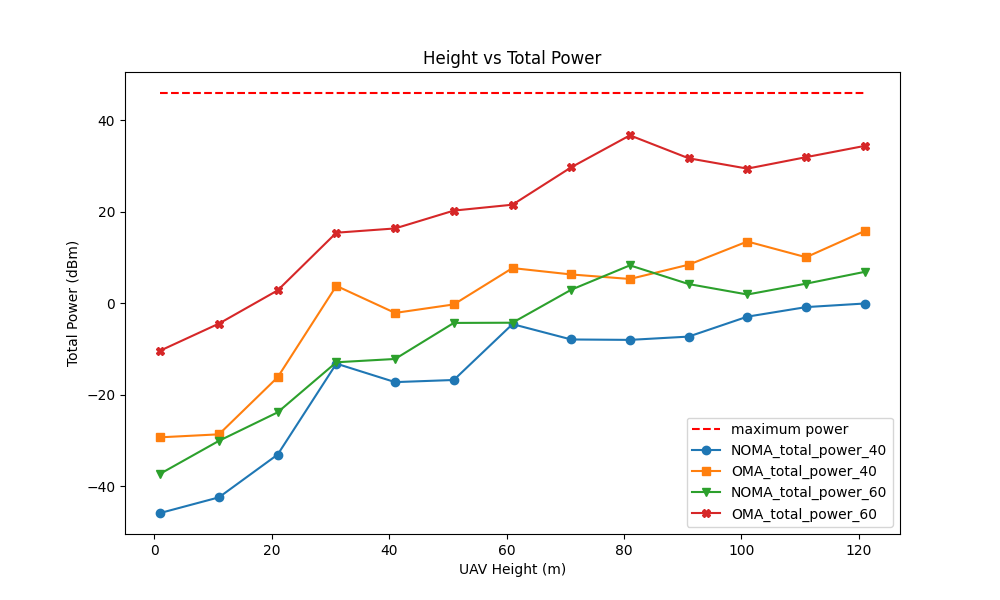 Height vs Total Power
Total Power (dBm)
40
20
0
−20
−40
0
20
40
60
80
100
120
UAV Height (m)
maximum power
NOMA_total_power_40
OMA_total_power_40
NOMA_total_power_60
OMA_total_power_60